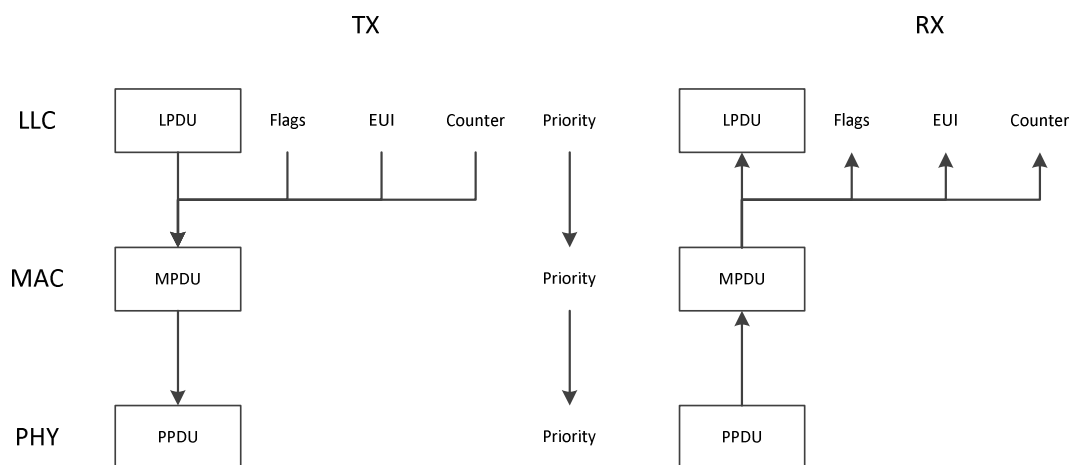 TX RX
LLC LPDU Flags EUI Counter Priority LPDU Flags EUI Counter
MAC MPDU Priority MPDU
PHY PPDU Priority PPDU